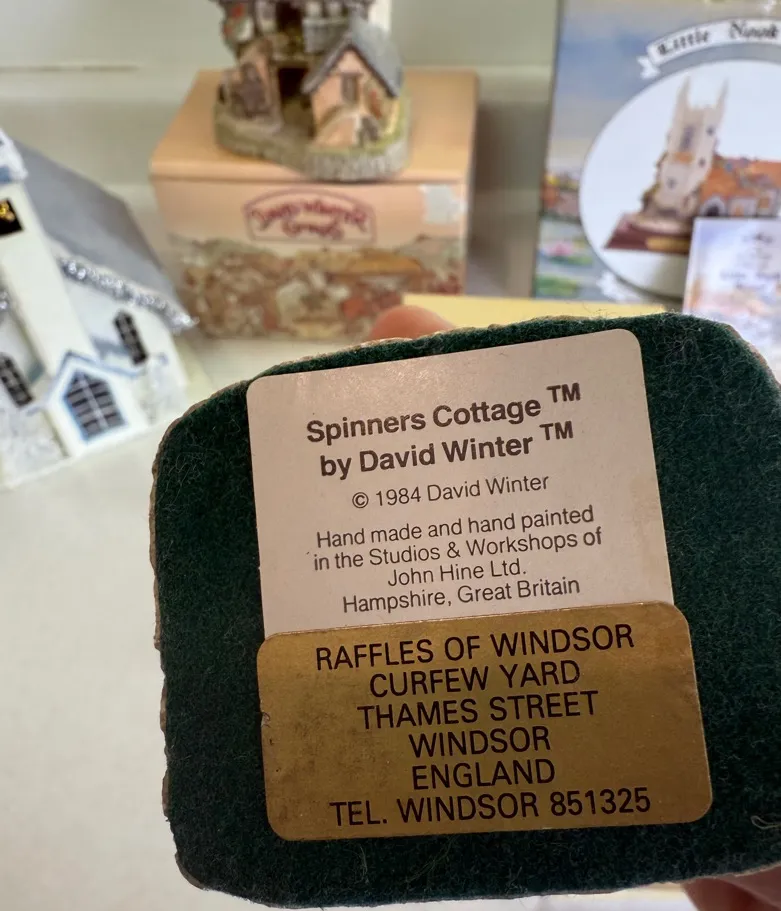 Little Nook
Spinners Cottage ™
by David Winter ™
© 1984 David Winter
Hand made and hand painted
in the Studios & Workshops of
John Hine Ltd.
Hampshire, Great Britain
RAFFLES OF WINDSOR
CURFEW YARD
THAMES STREET
WINDSOR
ENGLAND
TEL. WINDSOR 851325